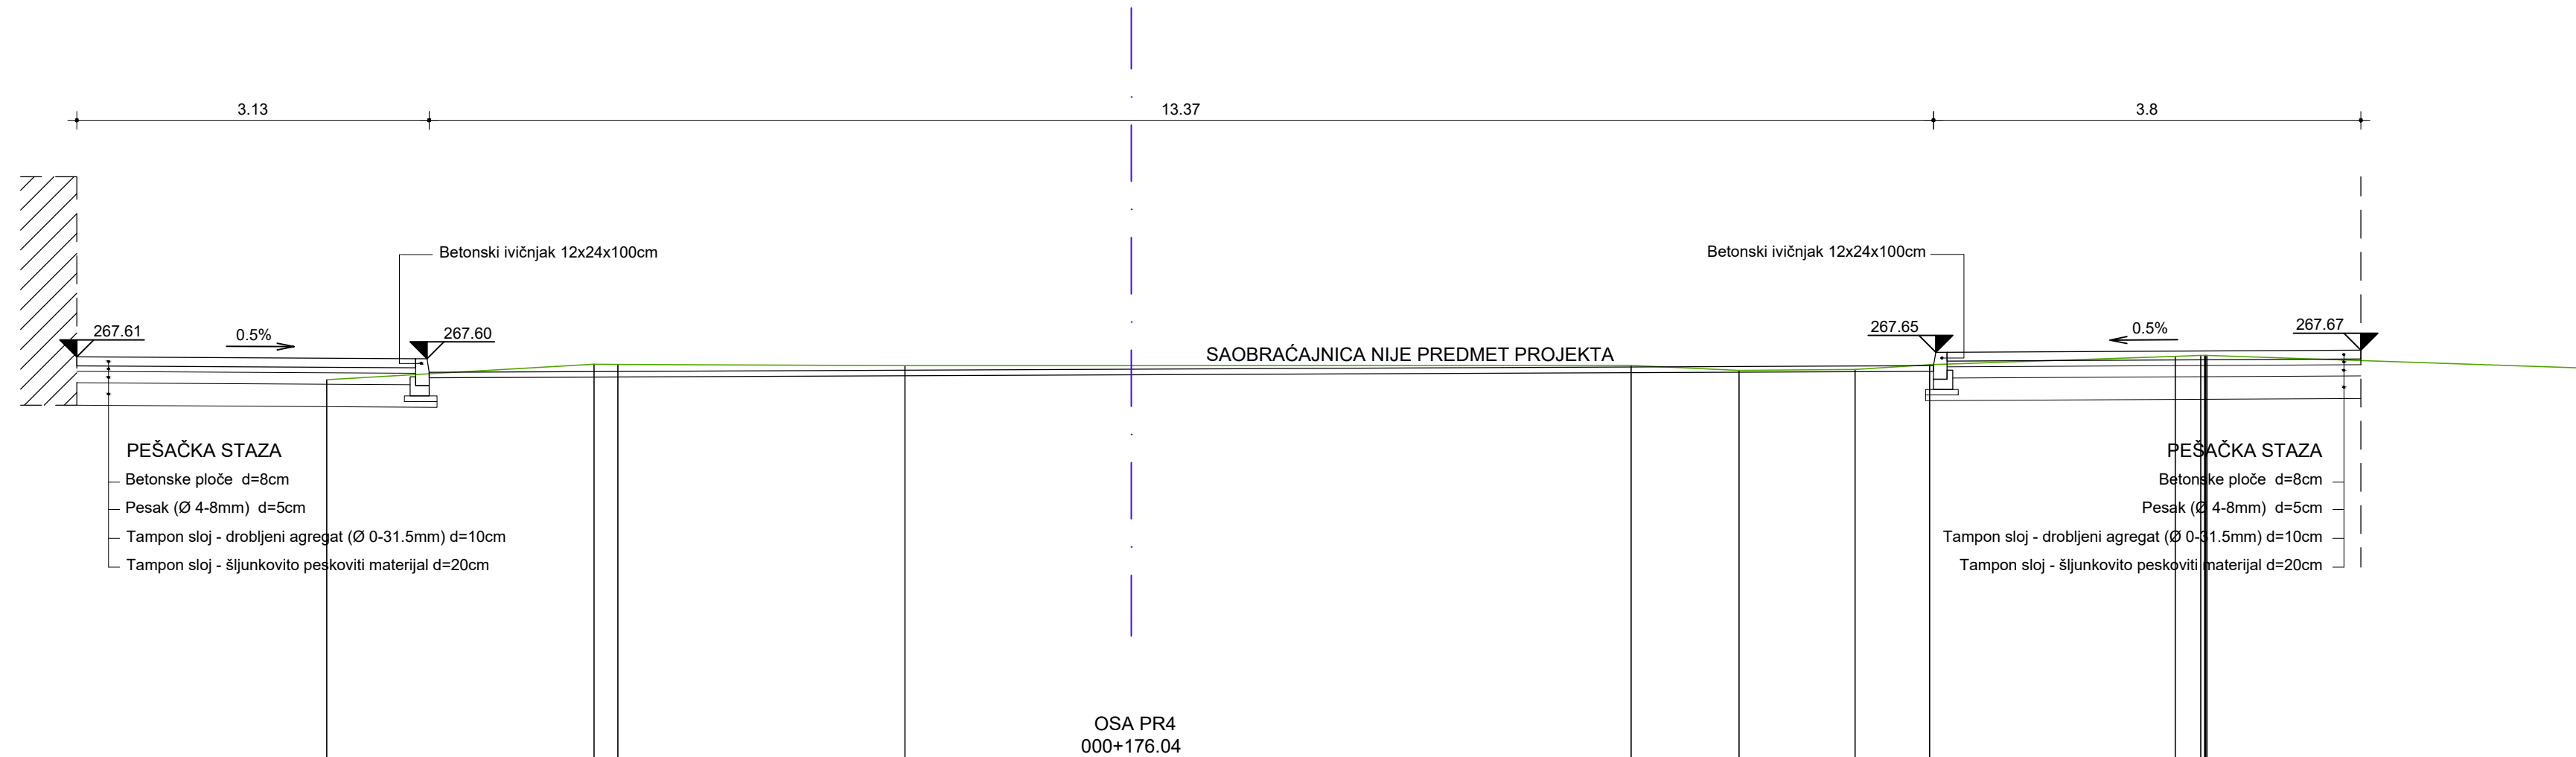 3.13
13.37
3.8
Betonski ivičnjak 12x24x100cm
Betonski ivičnjak 12x24x100cm
267.61
0.5%
267.60
SAOBRAĆAJNICA NIJE PREDMET PROJEKTA
267.65
0.5%
267.67
PEŠAČKA STAZA
Betonske ploče d=8cm
Pesak (Ø 4-8mm) d=5cm
Tampon sloj - drobljeni agregat (Ø 0-31.5mm) d=10cm
Tampon sloj - šljunkovito peskoviti materijal d=20cm
PEŠAČKA STAZA
Betonske ploče d=8cm
Pesak (Ø 4-8mm) d=5cm
Tampon sloj - drobljeni agregat (Ø 0-31.5mm) d=10cm
Tampon sloj - šljunkovito peskoviti materijal d=20cm
OSA PR4
000+176.04